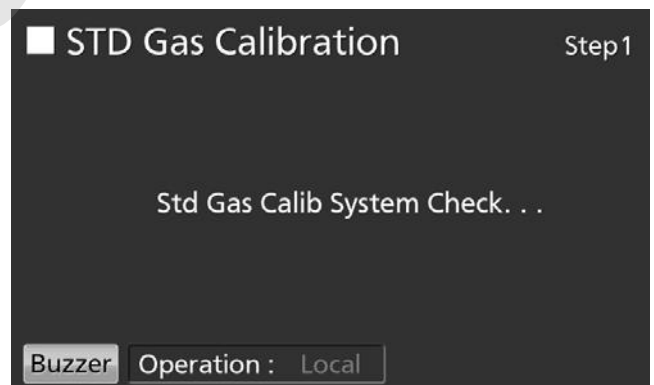 STD Gas Calibration
Step1
Std Gas Calib System Check. . .
Buzzer
Operation : Local